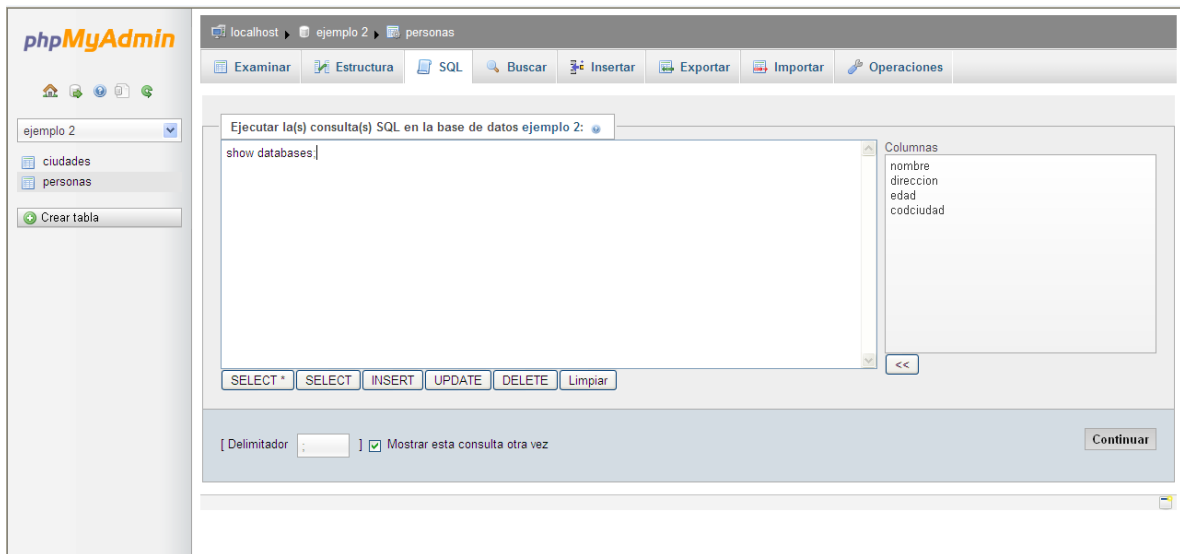 phpMyAdmin
localhost ejemplo 2 personas
Examinar Estructura SQL Buscar Insertar Exportar Importar Operaciones
ejemplo 2
ciudades
personas
Crear tabla
Ejecutar la(s) consulta(s) SQL en la base de datos ejemplo 2:
show databases;
Columnas
nombre
direccion
edad
codciudad
<<
SELECT * SELECT INSERT UPDATE DELETE Limpiar
[ Delimitador ; ] Mostrar esta consulta otra vez
Continuar